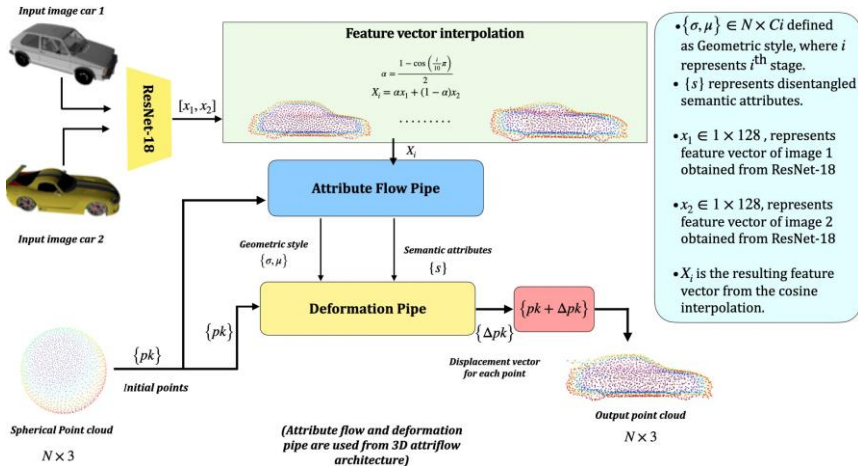 Input image car 1
Feature vector interpolation
α = (1 − cos(i/10 π))/2
X_i = αx_1 + (1 − α)x_2
ResNet-18
[x_1, x_2]
.........
Input image car 2
X_i
Attribute Flow Pipe
Geometric style
{σ, μ}
Semantic attributes
{s}
Deformation Pipe
{pk + Δpk}
{pk}
{Δpk}
{pk}
Initial points
Displacement vector
for each point
Spherical Point cloud
N × 3
Output point cloud
N × 3
(Attribute flow and deformation
pipe are used from 3D attriflow
architecture)
•{σ, μ} ∈ N × Ci defined
as Geometric style, where i
represents i^th stage.
• {s} represents disentangled
semantic attributes.
•x_1 ∈ 1 × 128 , represents
feature vector of image 1
obtained from ResNet-18
•x_2 ∈ 1 × 128, represents
feature vector of image 2
obtained from ResNet-18
•X_i is the resulting feature
vector from the cosine
interpolation.